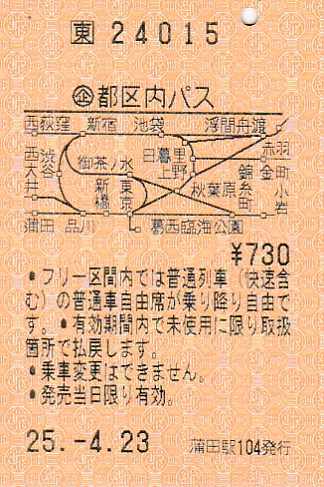 東 24015
企 都区内パス
西荻窪 新宿 池袋 浮間舟渡
西大井 渋谷 御茶ノ水 日暮里 上野 秋葉原 錦糸町 金町 赤羽 小岩
新橋 東京
蒲田 品川 葛西臨海公園
¥730
•フリー区間内では普通列車(快速含
む)の普通車自由席が乗り降り自由で
す。•有効期間内で未使用に限り取扱
箇所で払戻します。
•乗車変更はできません。
•発売当日限り有効。
25.-4.23 蒲田駅104発行